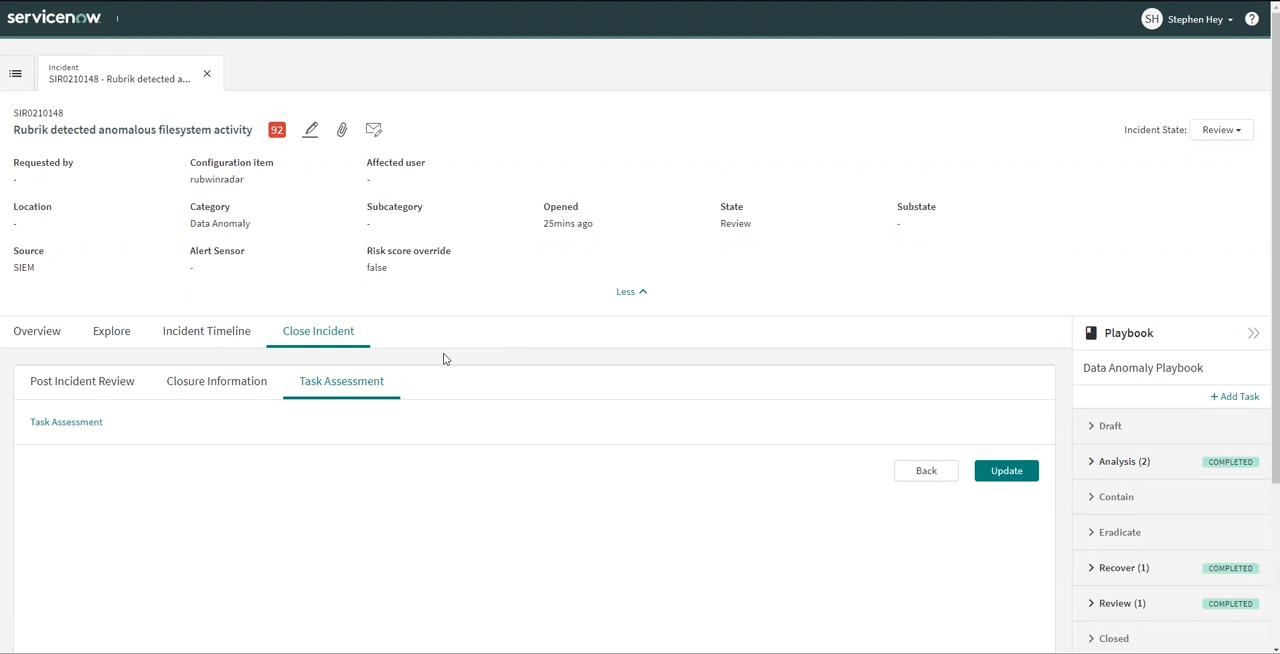 servicenow.
SH Stephen Hey ?
Incident
SIR0210148 - Rubrik detected a...
SIR0210148
Rubrik detected anomalous filesystem activity 92
Incident State: Review
Requested by Configuration item Affected user
- rubwinradar -
Location Category Subcategory Opened State Substate
- Data Anomaly - 25mins ago Review -
Source Alert Sensor Risk score override
SIEM - false
Less
Overview Explore Incident Timeline Close Incident
Playbook
Data Anomaly Playbook
Post Incident Review Closure Information Task Assessment
+ Add Task
Task Assessment
Draft
Analysis (2) COMPLETED
Back Update
Contain
Eradicate
Recover (1) COMPLETED
Review (1) COMPLETED
Closed